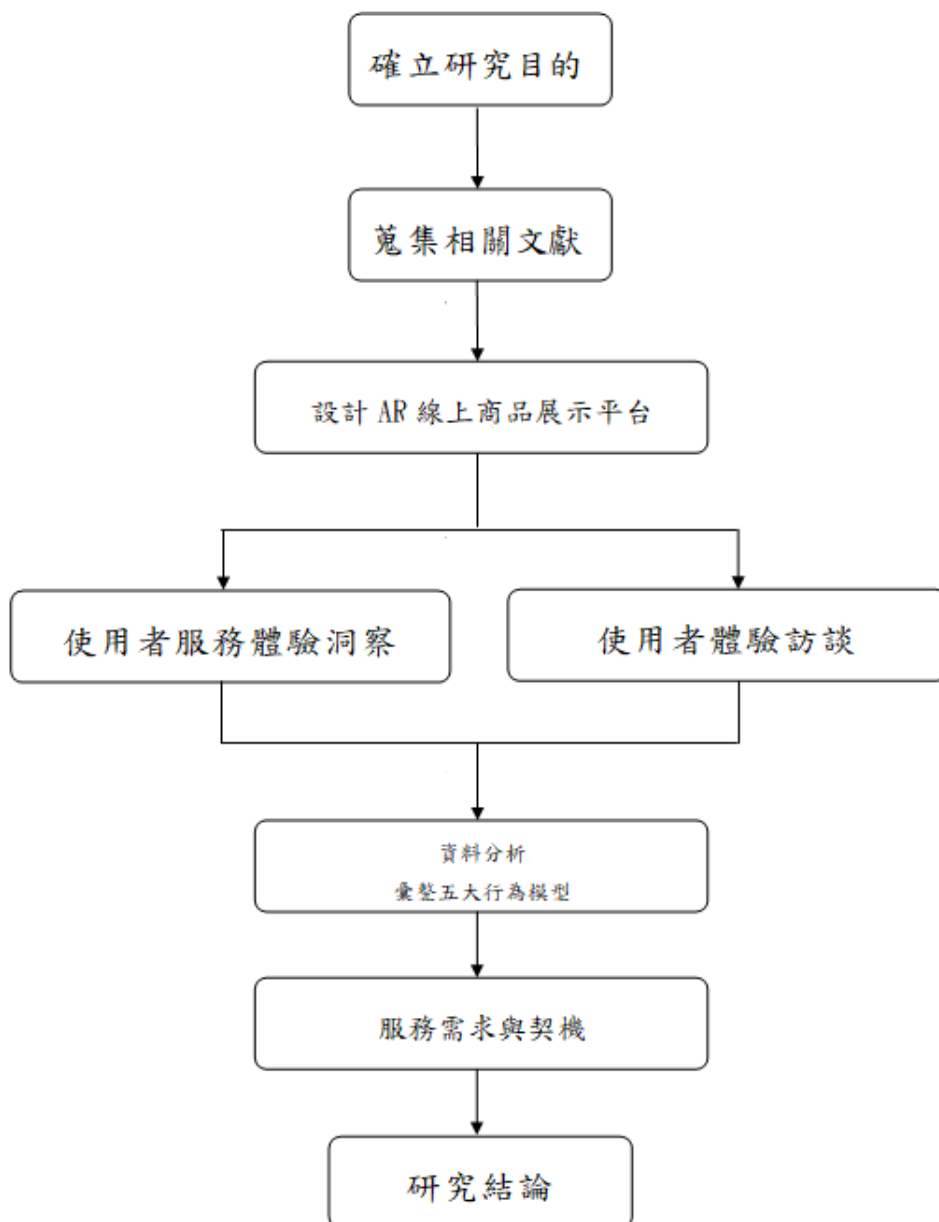 確立研究目的
蒐集相關文獻
設計 AR 線上商品展示平台
使用者服務體驗洞察
使用者體驗訪談
資料分析
彙整五大行為模型
服務需求與契機
研究結論